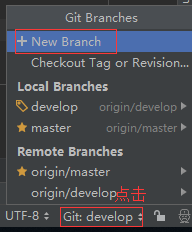 Git Branches
+ New Branch
Checkout Tag or Revision...
Local Branches
develop origin/develop
master origin/master
Remote Branches
origin/master
origin/develop 点击
UTF-8 Git: develop